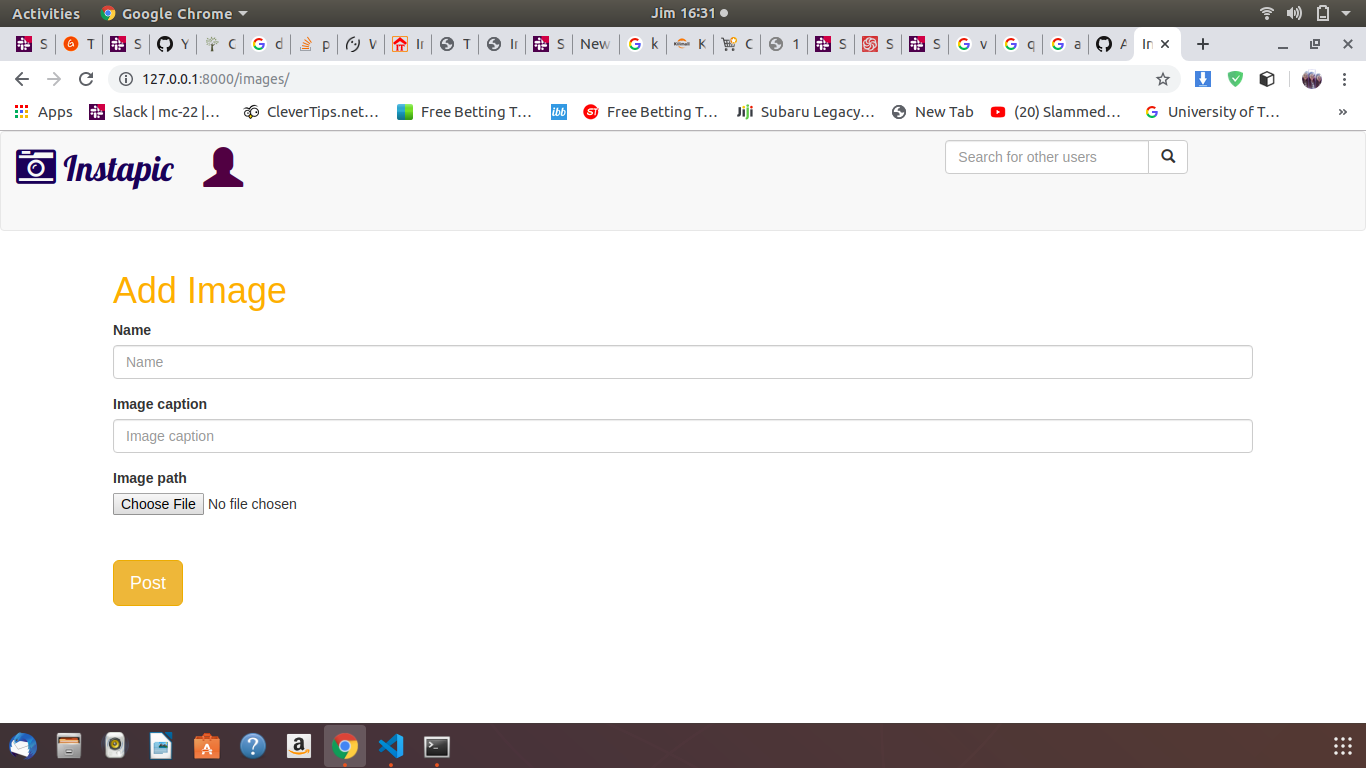 Activities Google Chrome Jim 16:31
S T S Y C d p V Ir T Ir S New k K C 1 S S S v q a A In
127.0.0.1:8000/images/
Apps Slack | mc-22 |… CleverTips.net… Free Betting T… ibb Free Betting T… Jiji Subaru Legacy… New Tab (20) Slammed… University of T… »
Instapic Search for other users
Add Image
Name
Name
Image caption
Image caption
Image path
Choose File No file chosen
Post